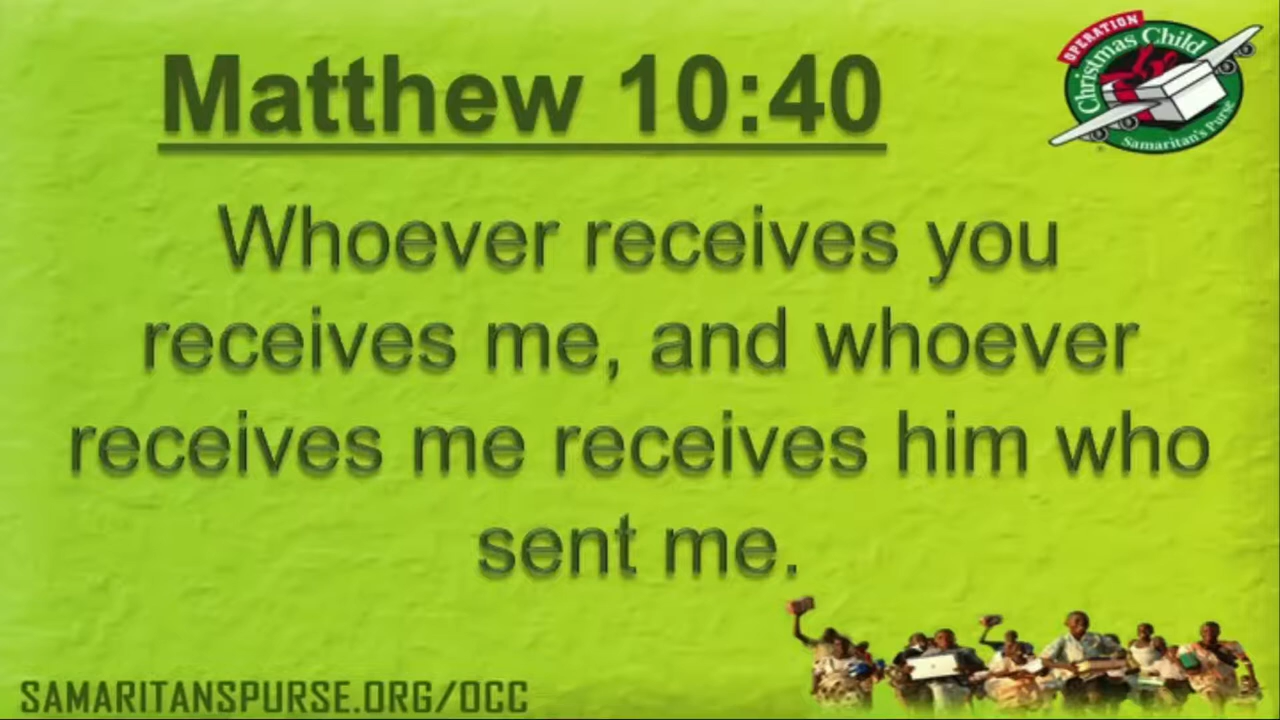 Matthew 10:40
OPERATION
Christmas Child
Samaritan's Purse
Whoever receives you
receives me, and whoever
receives me receives him who
sent me.
SAMARITANSPURSE.ORG/OCC